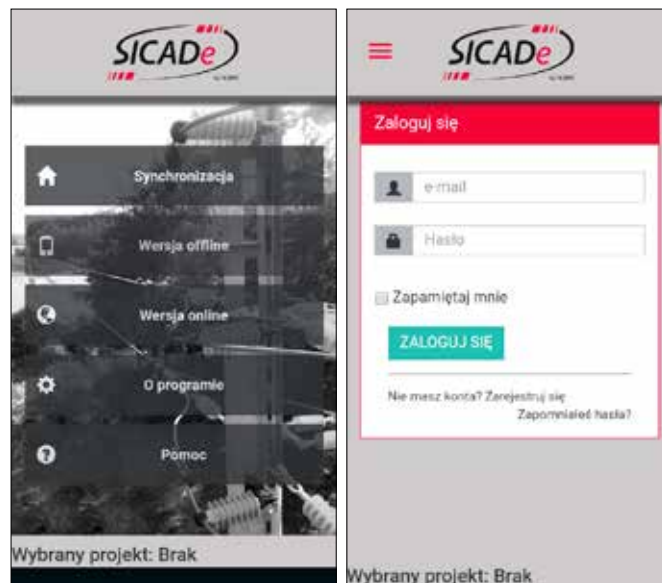 SICADe
Synchronizacja
Wersja offline
Wersja online
O programie
Pomoc
Wybrany projekt: Brak
SICADe
Zaloguj się
e-mail
Hasło
Zapamiętaj mnie
ZALOGUJ SIĘ
Nie masz konta? Zarejestruj się
Zapomniałeś hasła?
Wybrany projekt: Brak